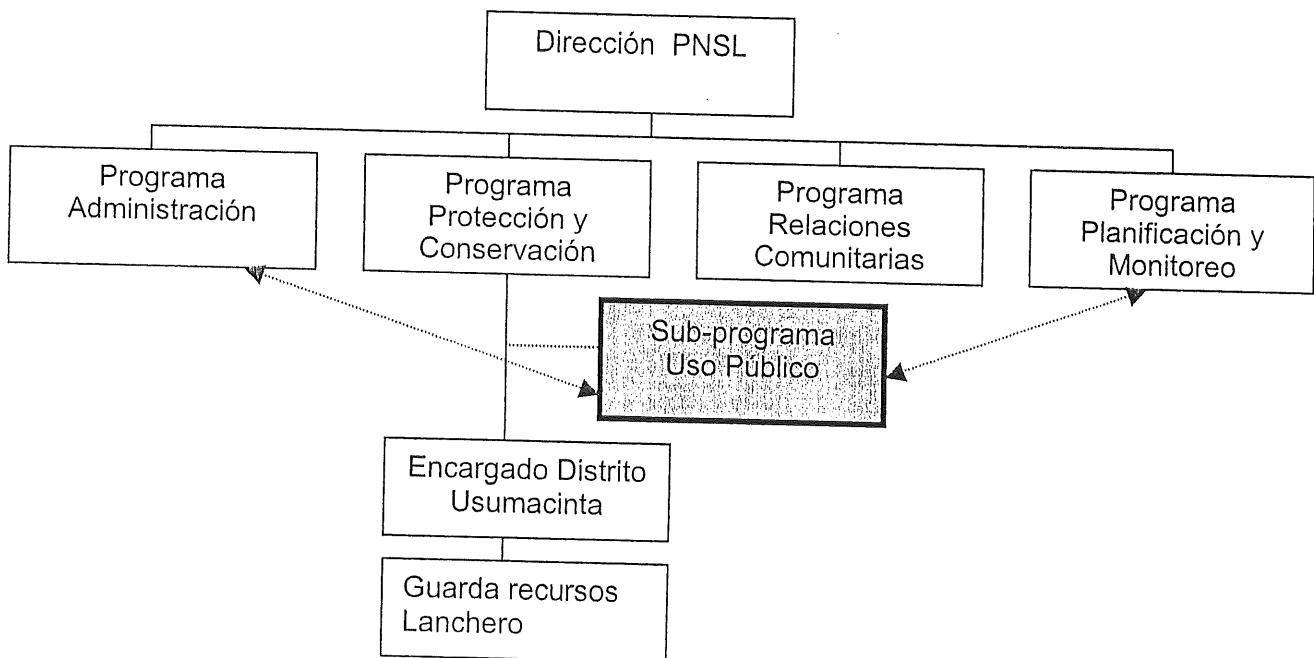 Dirección PNSL
Programa
Administración
Programa
Protección y
Conservación
Programa
Relaciones
Comunitarias
Programa
Planificación y
Monitoreo
Sub-programa
Uso Público
Encargado Distrito
Usumacinta
Guarda recursos
Lanchero